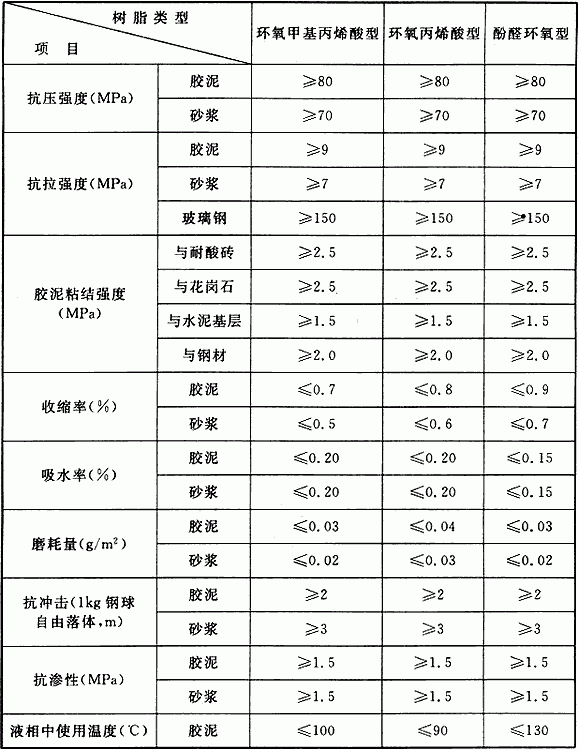 树脂类型 环氧甲基丙烯酸型 环氧丙烯酸型 酚醛环氧型
项目
抗压强度(MPa) 胶泥 ≥80 ≥80 ≥80
砂浆 ≥70 ≥70 ≥70
抗拉强度(MPa) 胶泥 ≥9 ≥9 ≥9
砂浆 ≥7 ≥7 ≥7
玻璃钢 ≥150 ≥150 ≥150
胶泥粘结强度(MPa) 与耐酸砖 ≥2.5 ≥2.5 ≥2.5
与花岗石 ≥2.5 ≥2.5 ≥2.5
与水泥基层 ≥1.5 ≥1.5 ≥1.5
与钢材 ≥2.0 ≥2.0 ≥2.0
收缩率(%) 胶泥 ≤0.7 ≤0.8 ≤0.9
砂浆 ≤0.5 ≤0.6 ≤0.7
吸水率(%) 胶泥 ≤0.20 ≤0.20 ≤0.15
砂浆 ≤0.20 ≤0.20 ≤0.15
磨耗量(g/m²) 胶泥 ≤0.03 ≤0.04 ≤0.03
砂浆 ≤0.02 ≤0.03 ≤0.02
抗冲击(1kg钢球自由落体,m) 胶泥 ≥2 ≥2 ≥2
砂浆 ≥3 ≥3 ≥3
抗渗性(MPa) 胶泥 ≥1.5 ≥1.5 ≥1.5
砂浆 ≥1.5 ≥1.5 ≥1.5
液相中使用温度(℃) 胶泥 ≤100 ≤90 ≤130